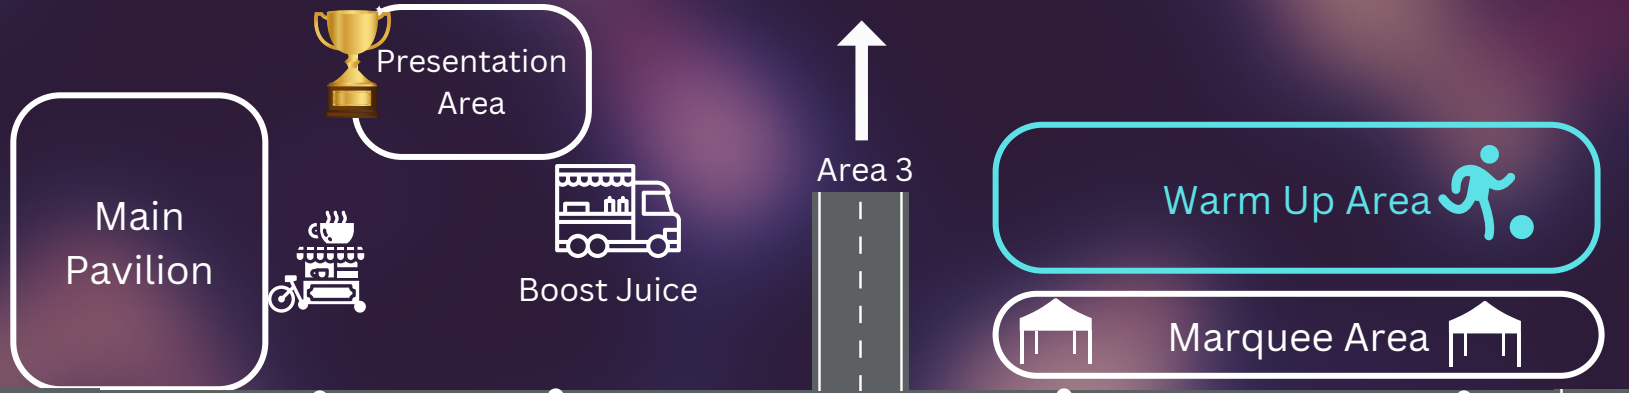 Presentation
Area
Main
Pavilion
Boost Juice
Area 3
Warm Up Area
Marquee Area